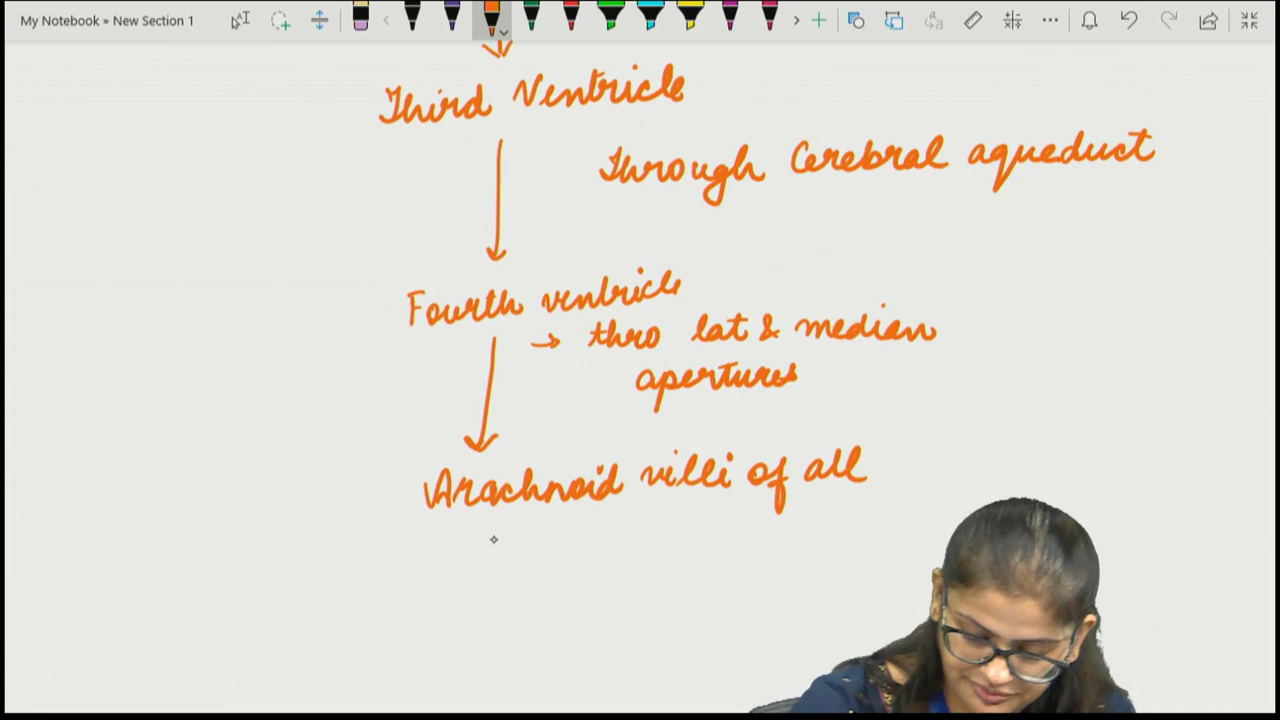 My Notebook » New Section 1
Third Ventricle
Through Cerebral aqueduct
Fourth ventricle
→ thro lat & median
apertures
Arachnoid villi of all